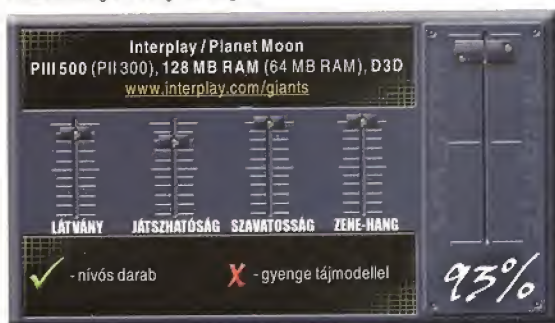 Interplay / Planet Moon
PIII 500 (PII 300), 128 MB RAM (64 MB RAM), D3D
www.interplay.com/giants
LÁTVÁNY JÁTSZHATÓSÁG SZAVATOSSÁG ZENE-HANG
- nívós darab
- gyenge tájmodellel
93%